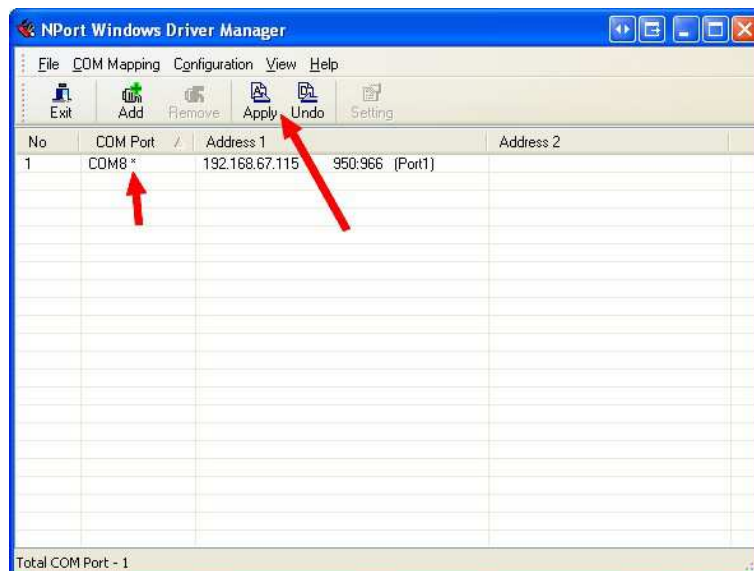 NPort Windows Driver Manager
File COM Mapping Configuration View Help
Exit Add Remove Apply Undo Setting
No COM Port Address 1 Address 2
1 COM8 * 192.168.67.115 950:966 (Port1)
Total COM Port - 1